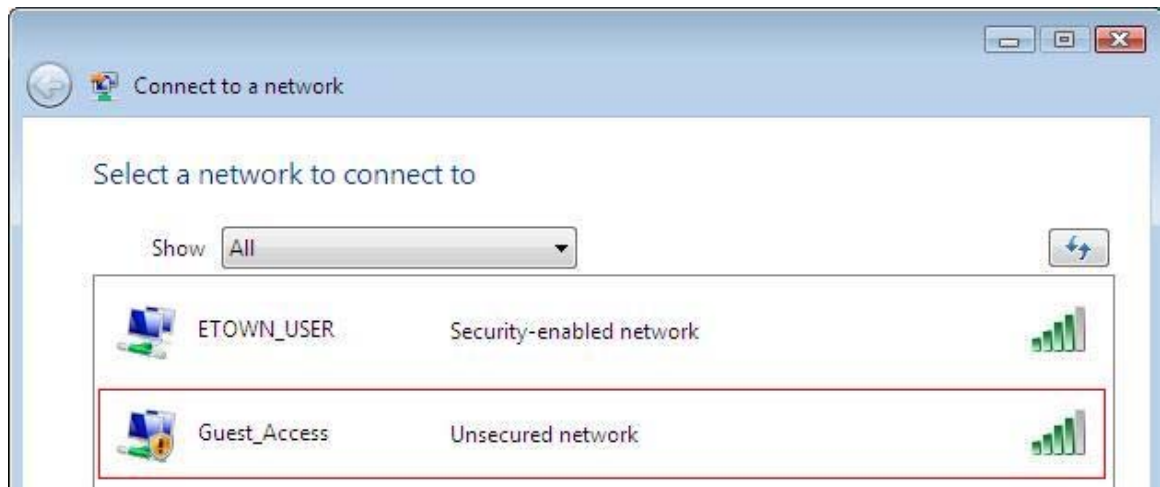 Connect to a network
Select a network to connect to
Show All
ETOWN_USER Security-enabled network
Guest_Access Unsecured network